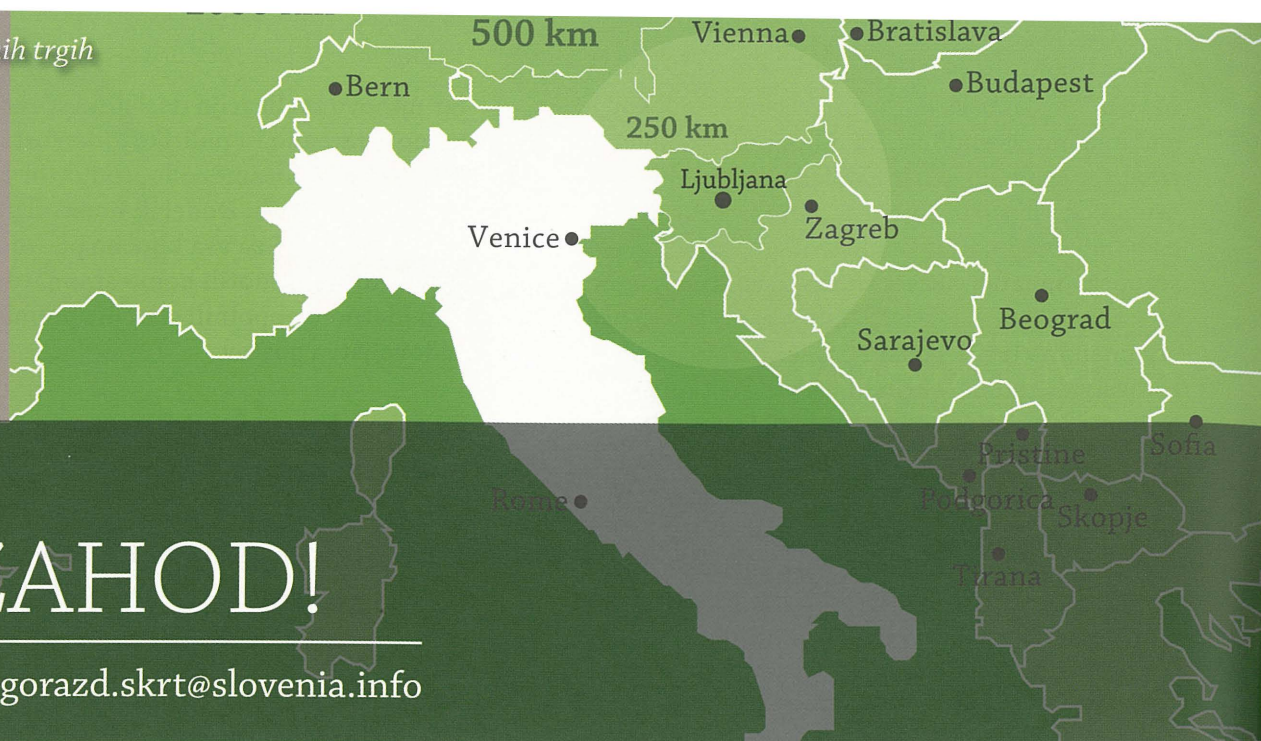 500 km
Vienna
Bratislava
ih trgih
Bern
Budapest
250 km
Ljubljana
Venice
Zagreb
Beograd
Sarajevo
Sofia
Pristine
Rome
Podgorica
Skopje
ZAHOD!
Tirana
gorazd.skrt@slovenia.info